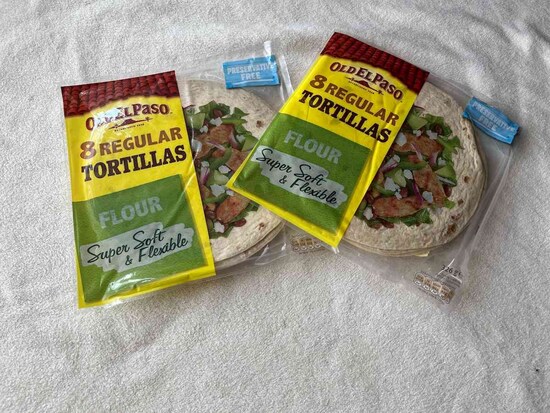 OLD EL PASO
8 REGULAR
TORTILLAS
FLOUR
Super Soft
& Flexible
PRESERVATIVE
FREE
OLD EL PASO
8 REGULAR
TORTILLAS
FLOUR
Super Soft
& Flexible
PRESERVATIVE
FREE